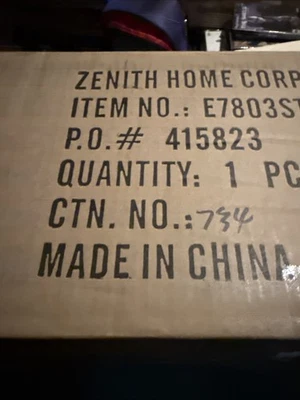 ZENITH HOME CORP
ITEM NO.: E7803ST
P.O.# 415823
QUANTITY: 1 PC
CTN. NO.: 734
MADE IN CHINA